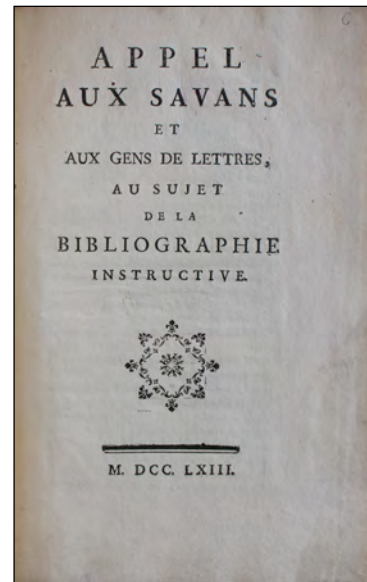 APPEL
AUX SAVANS
ET
AUX GENS DE LETTRES,
AU SUJET
DE LA
BIBLIOGRAPHIE
INSTRUCTIVE.
M. DCC. LXIII.